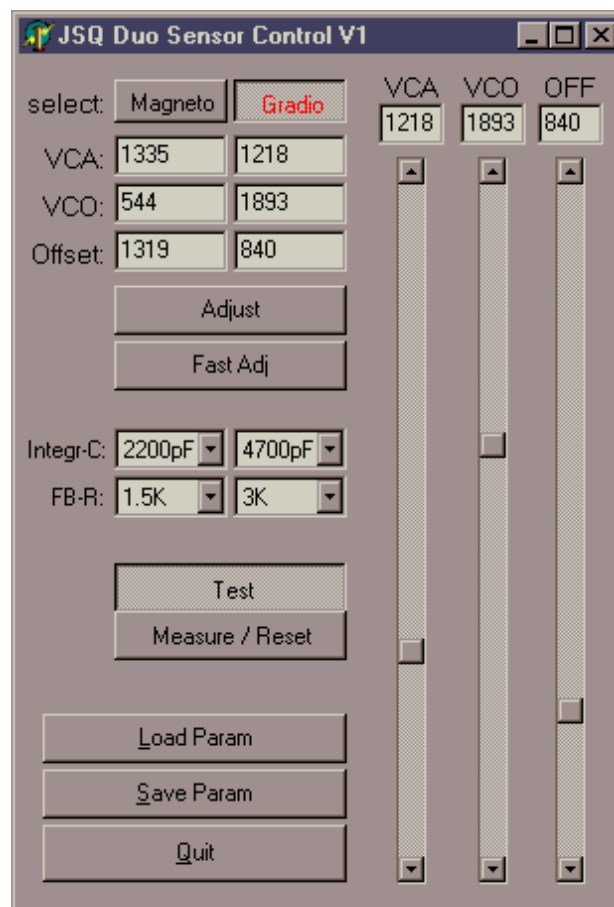 JSQ Duo Sensor Control V1
select: Magneto Gradio
VCA: 1335 1218
VCO: 544 1893
Offset: 1319 840
Adjust
Fast Adj
Integr-C: 2200pF 4700pF
FB-R: 1.5K 3K
Test
Measure / Reset
Load Param
Save Param
Quit
VCA VCO OFF
1218 1893 840